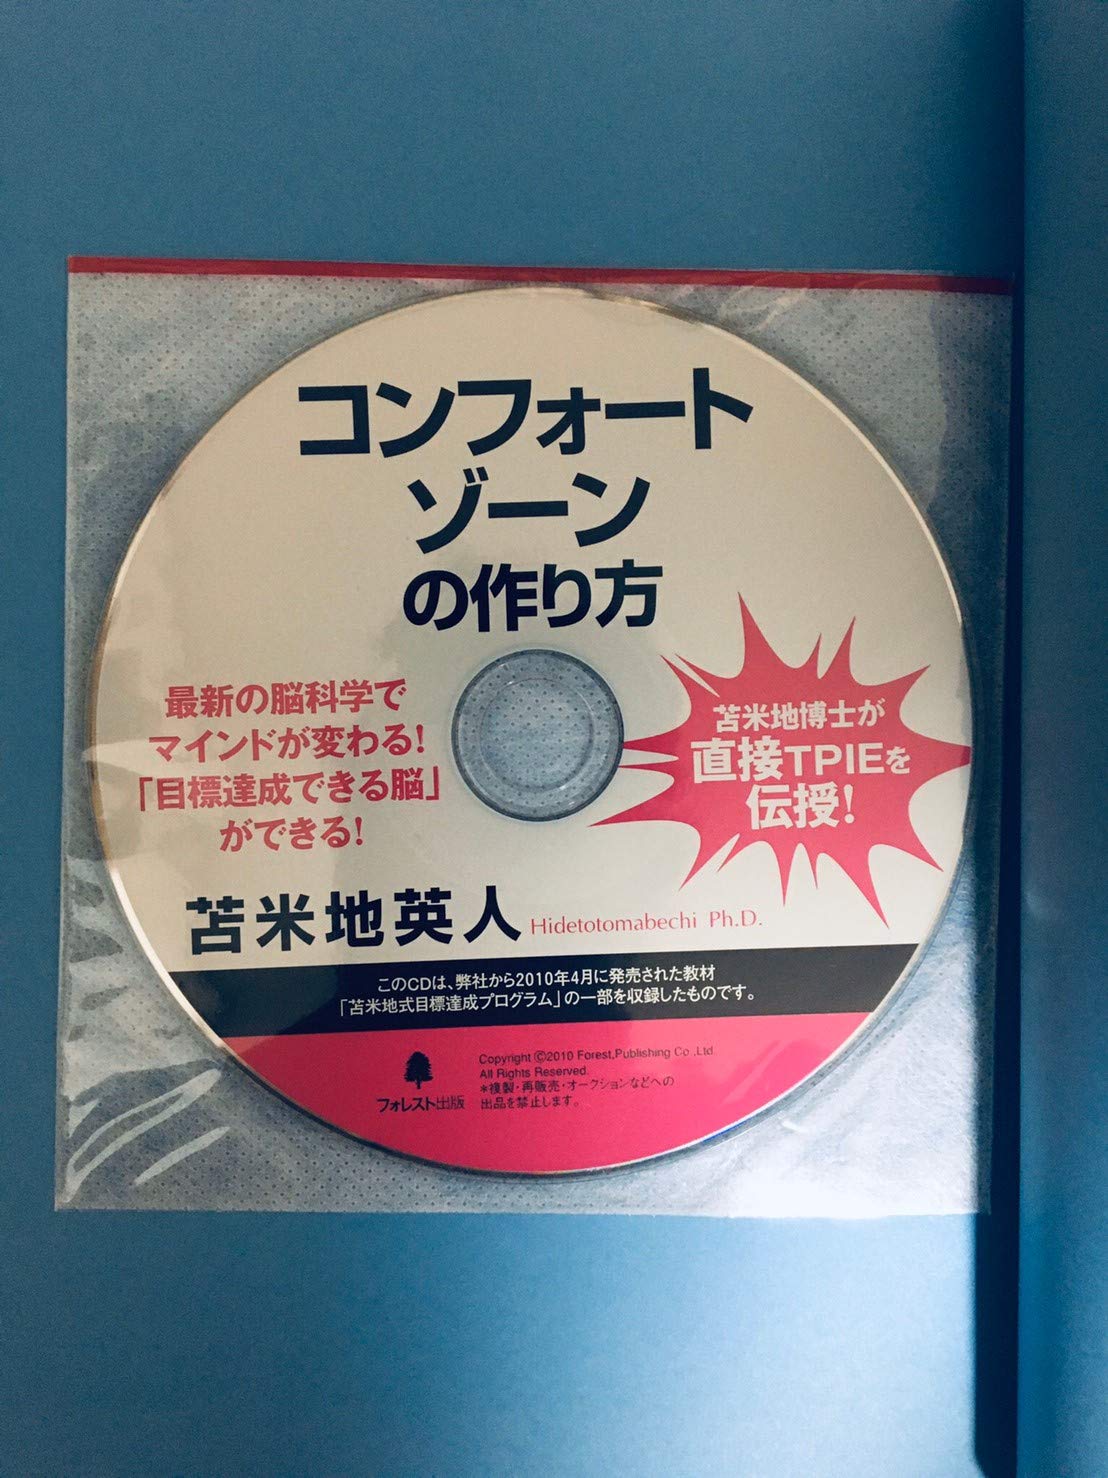 コンフォート
ゾーン
の作り方
最新の脳科学で
マインドが変わる!
「目標達成できる脳」
ができる!
苫米地博士が
直接TPIEを
伝授!
苫米地英人 Hidetotomabechi Ph.D.
このCDは、弊社から2010年4月に発売された教材
「苫米地式目標達成プログラム」の一部を収録したものです。
フォレスト出版
Copyright ©2010 Forest,Publishing Co.,Ltd.
All Rights Reserved.
*複製・再販売・オークションなどへの
出品を禁止します。